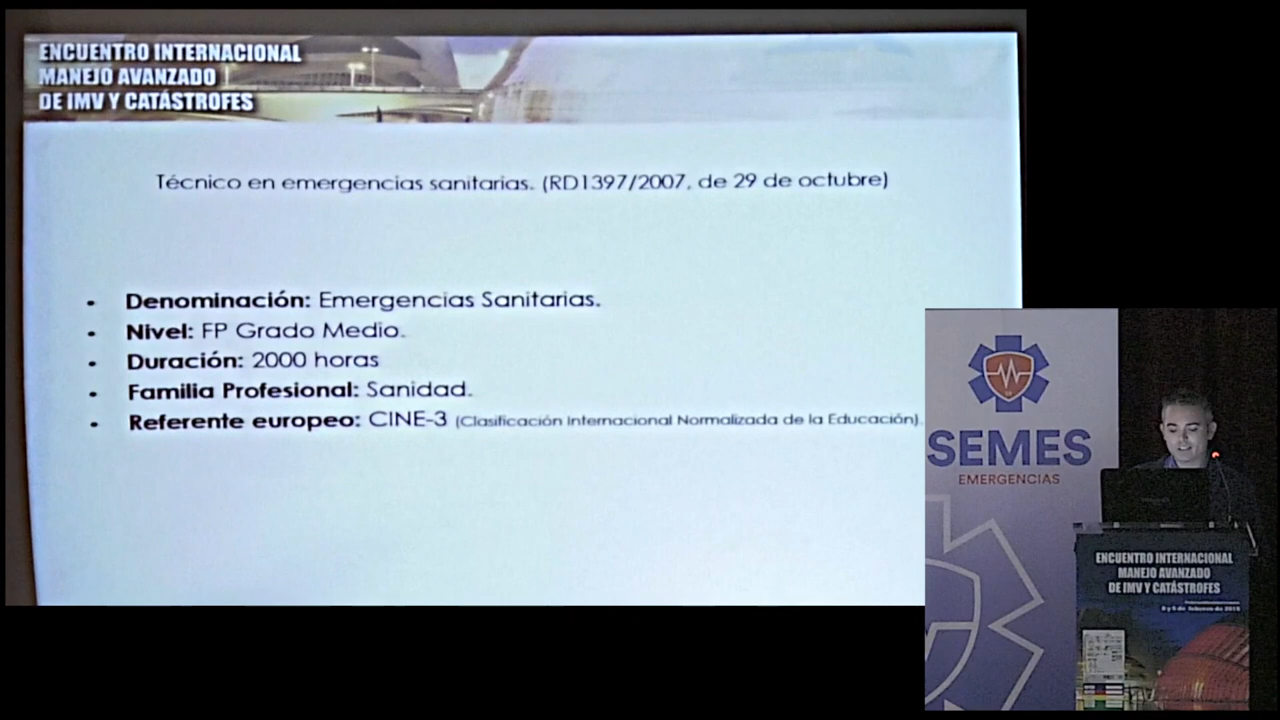 ENCUENTRO INTERNACIONAL
MANEJO AVANZADO
DE IMV Y CATÁSTROFES
Técnico en emergencias sanitarias. (RD1397/2007, de 29 de octubre)
• Denominación: Emergencias Sanitarias.
• Nivel: FP Grado Medio.
• Duración: 2000 horas
• Familia Profesional: Sanidad.
• Referente europeo: CINE-3 (Clasificación Internacional Normalizada de la Educación).
SEMES
EMERGENCIAS
ENCUENTRO INTERNACIONAL
MANEJO AVANZADO
DE IMV Y CATÁSTROFES